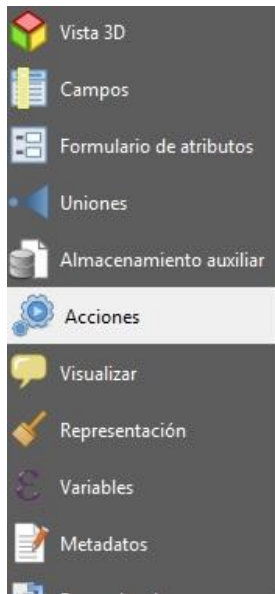 Vista 3D
Campos
Formulario de atributos
Uniones
Almacenamiento auxiliar
Acciones
Visualizar
Representación
Variables
Metadatos